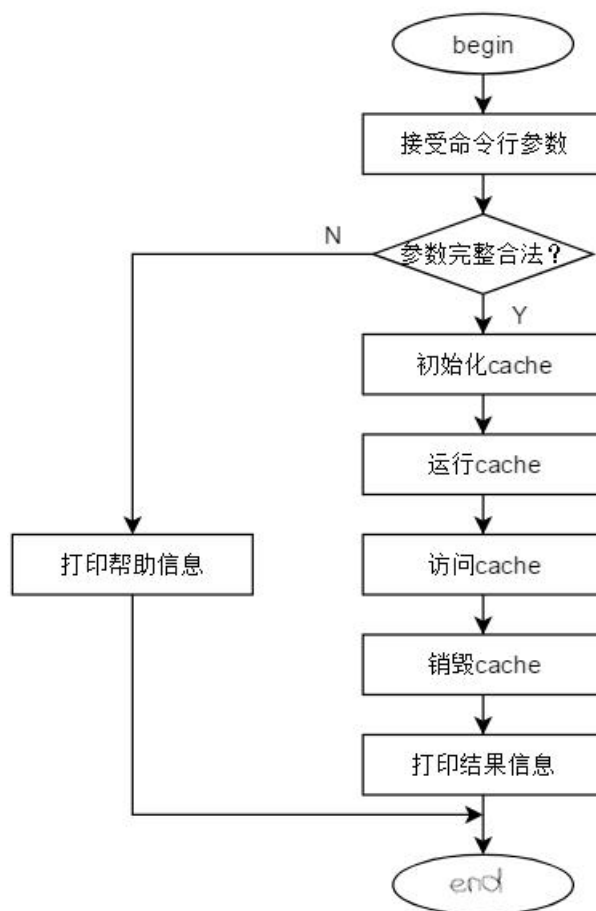 begin
接受命令行参数
N
参数完整合法？
Y
初始化cache
运行cache
打印帮助信息
访问cache
销毁cache
打印结果信息
end